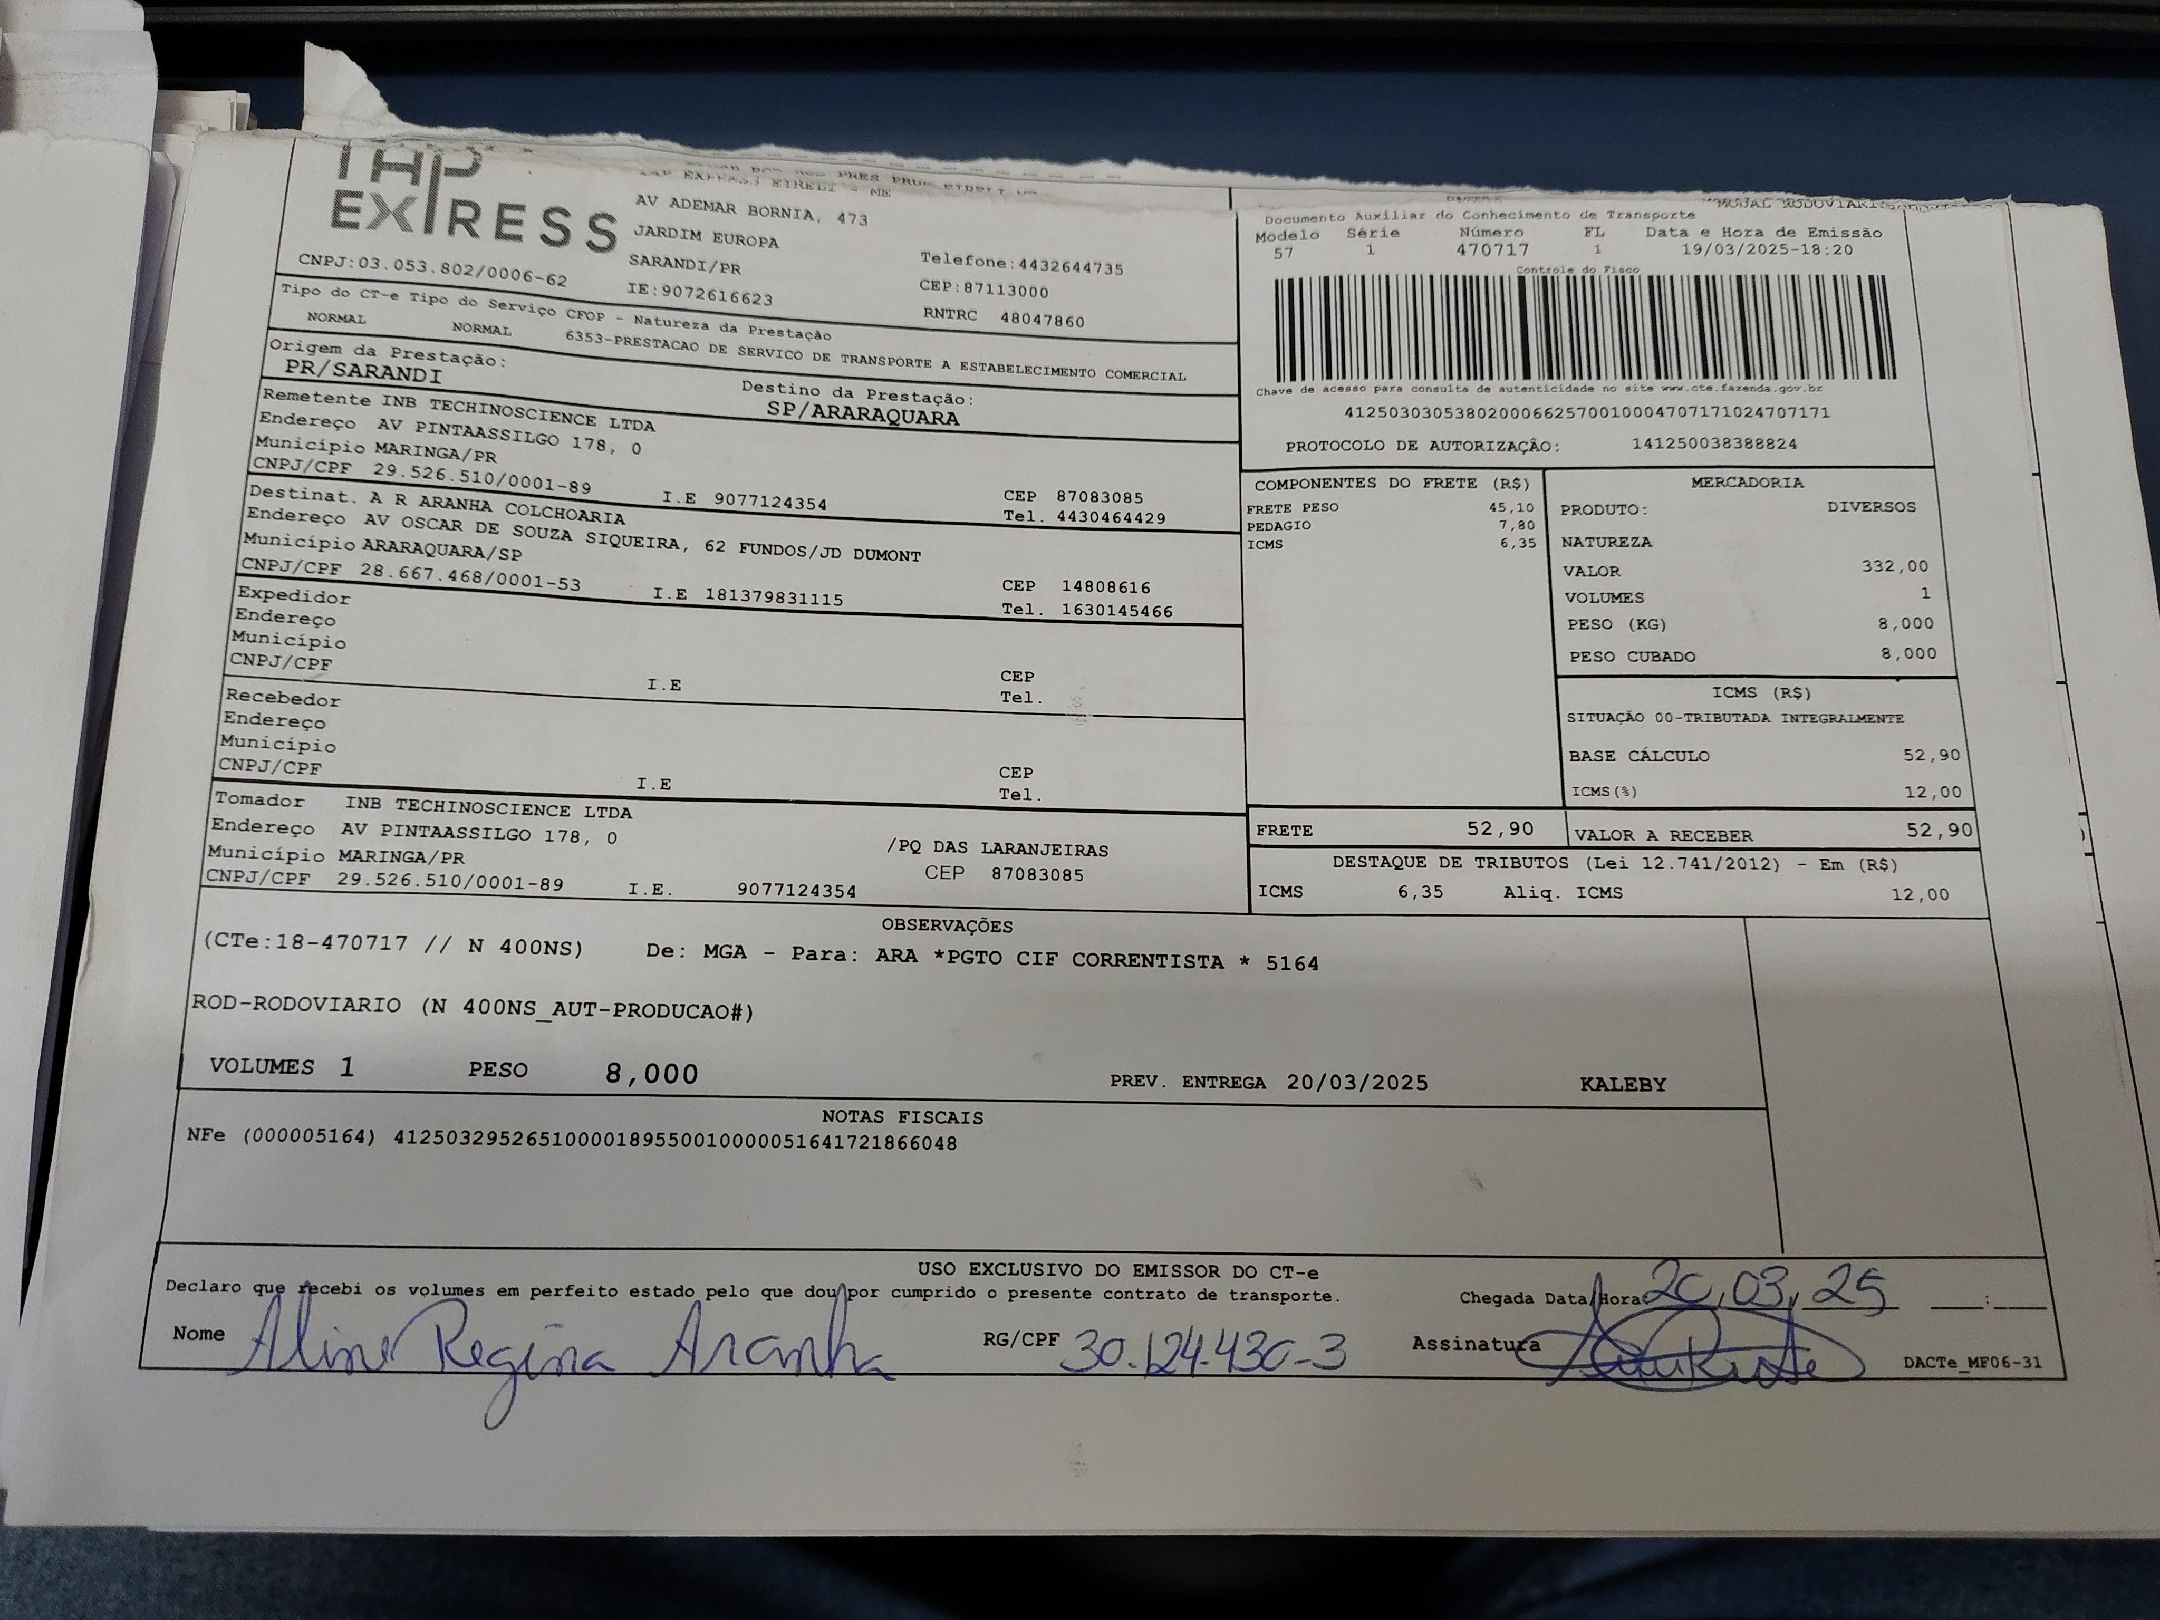 TAP
EXPRESS
EXPRESS EIRELI - ME
AV ADEMAR BORNIA, 473
JARDIM EUROPA
SARANDI/PR
IE:9072616623
CNPJ:03.053.802/0006-62
Telefone:4432644735
CEP:87113000
RNTRC 48047860
Documento Auxiliar do Conhecimento de Transporte
Modelo Série Número FL Data e Hora de Emissão
57 1 470717 1 19/03/2025-18:20
Controle do Fisco
Chave de acesso para consulta de autenticidade no site www.cte.fazenda.gov.br
41250303053802000662570010004707171024707171
PROTOCOLO DE AUTORIZAÇÂO: 141250038388824
Tipo do CT-e Tipo do Serviço CFOP - Natureza da Prestação
NORMAL NORMAL 6353-PRESTACAO DE SERVICO DE TRANSPORTE A ESTABELECIMENTO COMERCIAL
Origem da Prestação:
PR/SARANDI
Destino da Prestação:
SP/ARARAQUARA
Remetente INB TECHINOSCIENCE LTDA
Endereço AV PINTAASSILGO 178, 0
Município MARINGA/PR
CNPJ/CPF 29.526.510/0001-89 I.E 9077124354
CEP 87083085
Tel. 4430464429
Destinat. A R ARANHA COLCHOARIA
Endereço AV OSCAR DE SOUZA SIQUEIRA, 62 FUNDOS/JD DUMONT
Município ARARAQUARA/SP
CNPJ/CPF 28.667.468/0001-53 I.E 181379831115
CEP 14808616
Tel. 1630145466
Expedidor
Endereço
Município
CNPJ/CPF I.E
CEP
Tel.
Recebedor
Endereço
Município
CNPJ/CPF I.E
CEP
Tel.
Tomador INB TECHINOSCIENCE LTDA
Endereço AV PINTAASSILGO 178, 0 /PQ DAS LARANJEIRAS
Município MARINGA/PR CEP 87083085
CNPJ/CPF 29.526.510/0001-89 I.E. 9077124354
COMPONENTES DO FRETE (R$)
FRETE PESO 45,10
PEDAGIO 7,80
ICMS 6,35
MERCADORIA
PRODUTO: DIVERSOS
NATUREZA
VALOR 332,00
VOLUMES 1
PESO (KG) 8,000
PESO CUBADO 8,000
ICMS (R$)
SITUAÇÃO 00-TRIBUTADA INTEGRALMENTE
BASE CÁLCULO 52,90
ICMS(%) 12,00
FRETE 52,90 VALOR A RECEBER 52,90
DESTAQUE DE TRIBUTOS (Lei 12.741/2012) - Em (R$)
ICMS 6,35 Aliq. ICMS 12,00
OBSERVAÇÕES
(CTe:18-470717 // N 400NS) De: MGA - Para: ARA *PGTO CIF CORRENTISTA * 5164
ROD-RODOVIARIO (N 400NS_AUT-PRODUCAO#)
VOLUMES 1 PESO 8,000 PREV. ENTREGA 20/03/2025 KALEBY
NOTAS FISCAIS
NFe (000005164) 41250329526510000189550010000051641721866048
USO EXCLUSIVO DO EMISSOR DO CT-e
Declaro que recebi os volumes em perfeito estado pelo que dou por cumprido o presente contrato de transporte. Chegada Data/Hora: 20,03,25 ____:____
Nome Aline Regina Aranha RG/CPF 30.124.430-3 Assinatura
DACTe_MF06-31